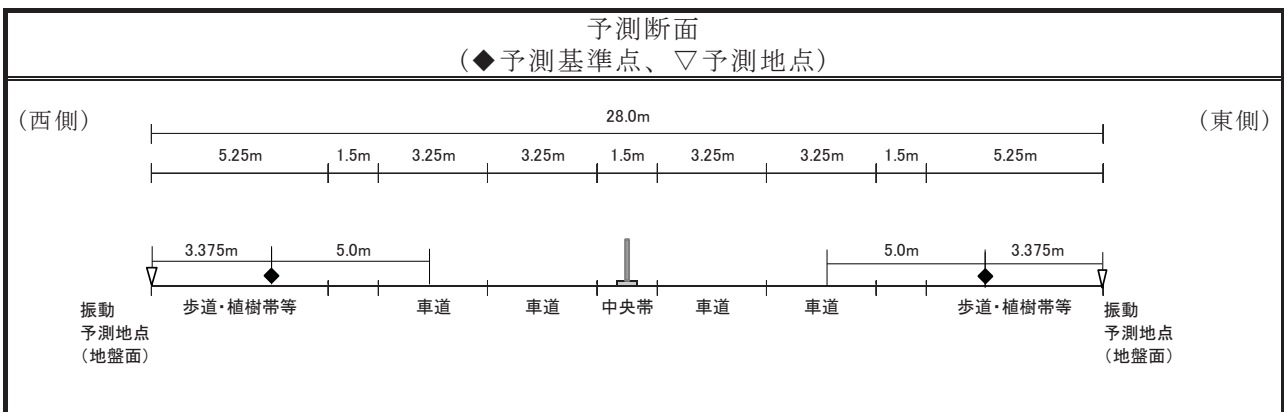 予測断面
(◆予測基準点、▽予測地点)
(西側)
28.0m
(東側)
5.25m 1.5m 3.25m 3.25m 1.5m 3.25m 3.25m 1.5m 5.25m
3.375m 5.0m 5.0m 3.375m
歩道・植樹帯等 車道 車道 中央帯 車道 車道 歩道・植樹帯等
振動
予測地点
(地盤面)
振動
予測地点
(地盤面)